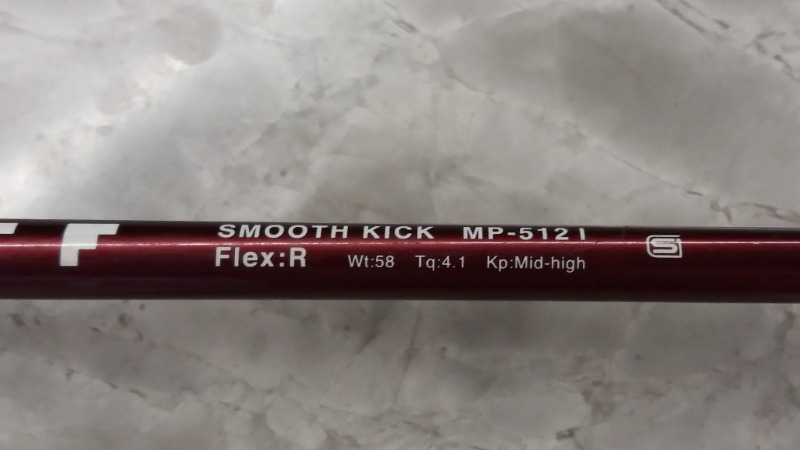 SMOOTH KICK MP-512 I
Flex:R Wt:58 Tq:4.1 Kp:Mid-high